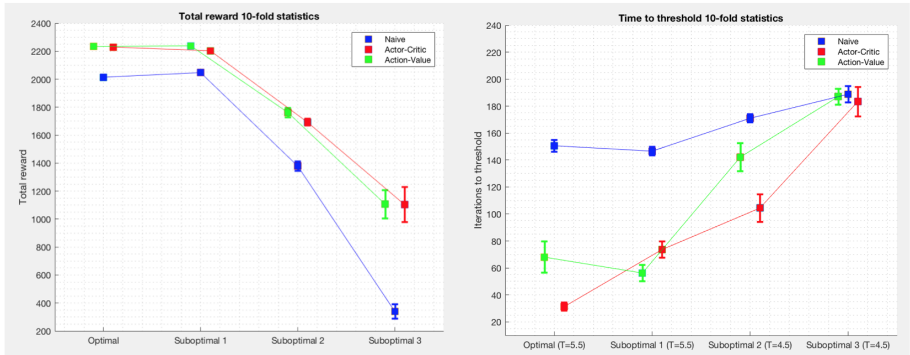 Total reward 10-fold statistics
Total reward
2400
2200
2000
1800
1600
1400
1200
1000
800
600
400
200
Optimal
Suboptimal 1
Suboptimal 2
Suboptimal 3
Naive
Actor-Critic
Action-Value
Time to threshold 10-fold statistics
Iterations to threshold
240
220
200
180
160
140
120
100
80
60
40
20
Optimal (T=5.5)
Suboptimal 1 (T=5.5)
Suboptimal 2 (T=4.5)
Suboptimal 3 (T=4.5)
Naive
Actor-Critic
Action-Value